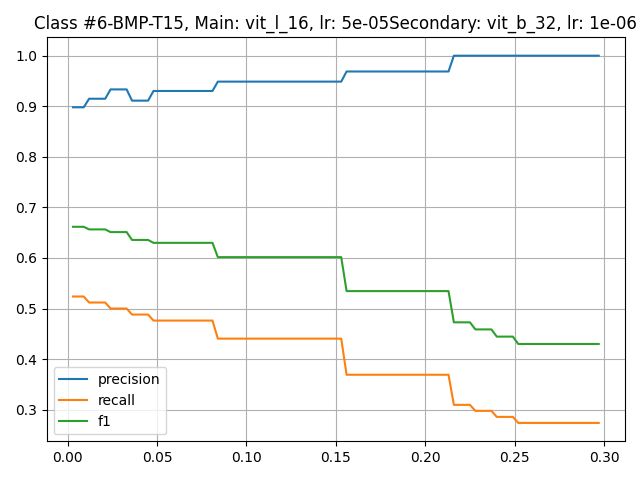 Class #6-BMP-T15, Main: vit_l_16, lr: 5e-05Secondary: vit_b_32, lr: 1e-06
1.0
0.9
0.8
0.7
0.6
0.5
0.4
0.3
precision
recall
f1
0.00 0.05 0.10 0.15 0.20 0.25 0.30